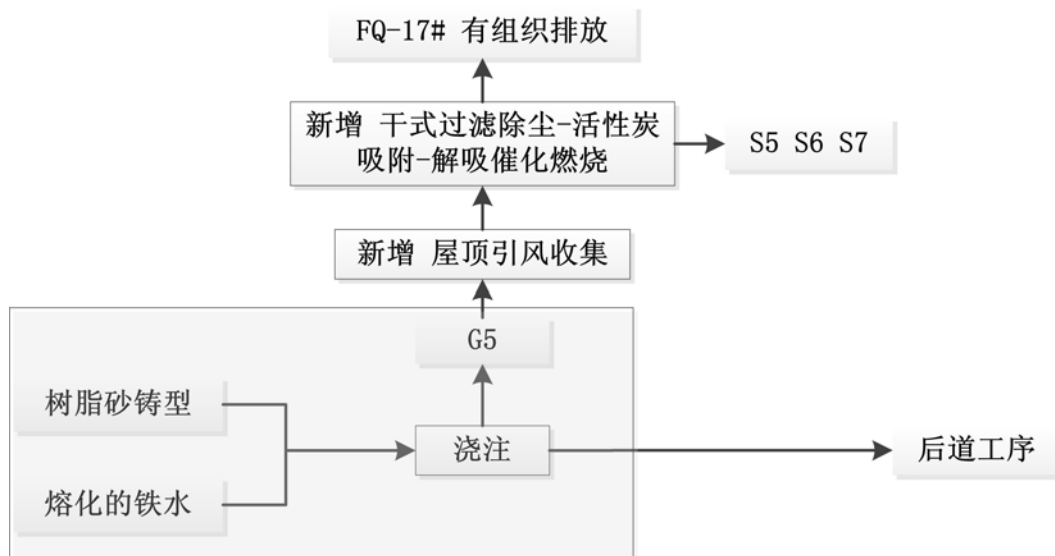 FQ-17# 有组织排放
新增 干式过滤除尘-活性炭
吸附-解吸催化燃烧
S5 S6 S7
新增 屋顶引风收集
G5
树脂砂铸型
浇注
后道工序
熔化的铁水